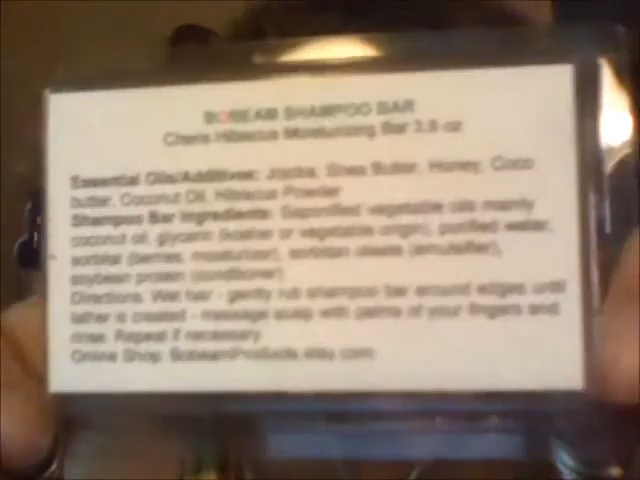 BOBEAM SHAMPOO BAR
Cherie Hibiscus Moisturizing Bar 3.8 oz
Essential Oils/Additives: Jojoba, Shea Butter, Honey, Coco
butter, Coconut Oil, Hibiscus Powder
Shampoo Bar Ingredients: Saponified vegetable oils mainly
coconut oil, glycerin (kosher or vegetable origin), purified water,
sorbitol (berries, moisturizer), sorbitan oleate (emulsifier),
soybean protein (conditioner)
Directions: Wet hair - gently rub shampoo bar around edges until
lather is created - massage scalp with palms of your fingers and
rinse. Repeat if necessary.
Online Shop: BobeamProducts.etsy.com